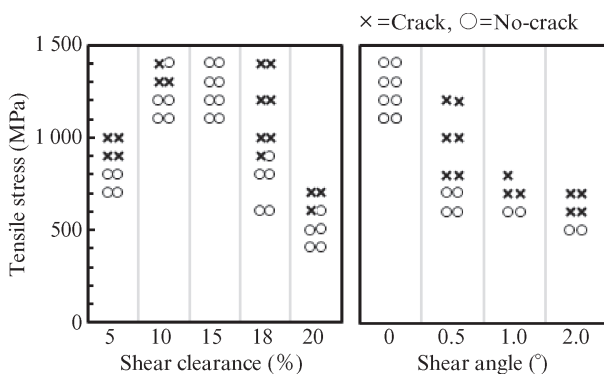 ×=Crack, ○=No-crack
1 500
1 000
500
0
Tensile stress (MPa)
5 10 15 18 20
0 0.5 1.0 2.0
Shear clearance (%)
Shear angle (°)